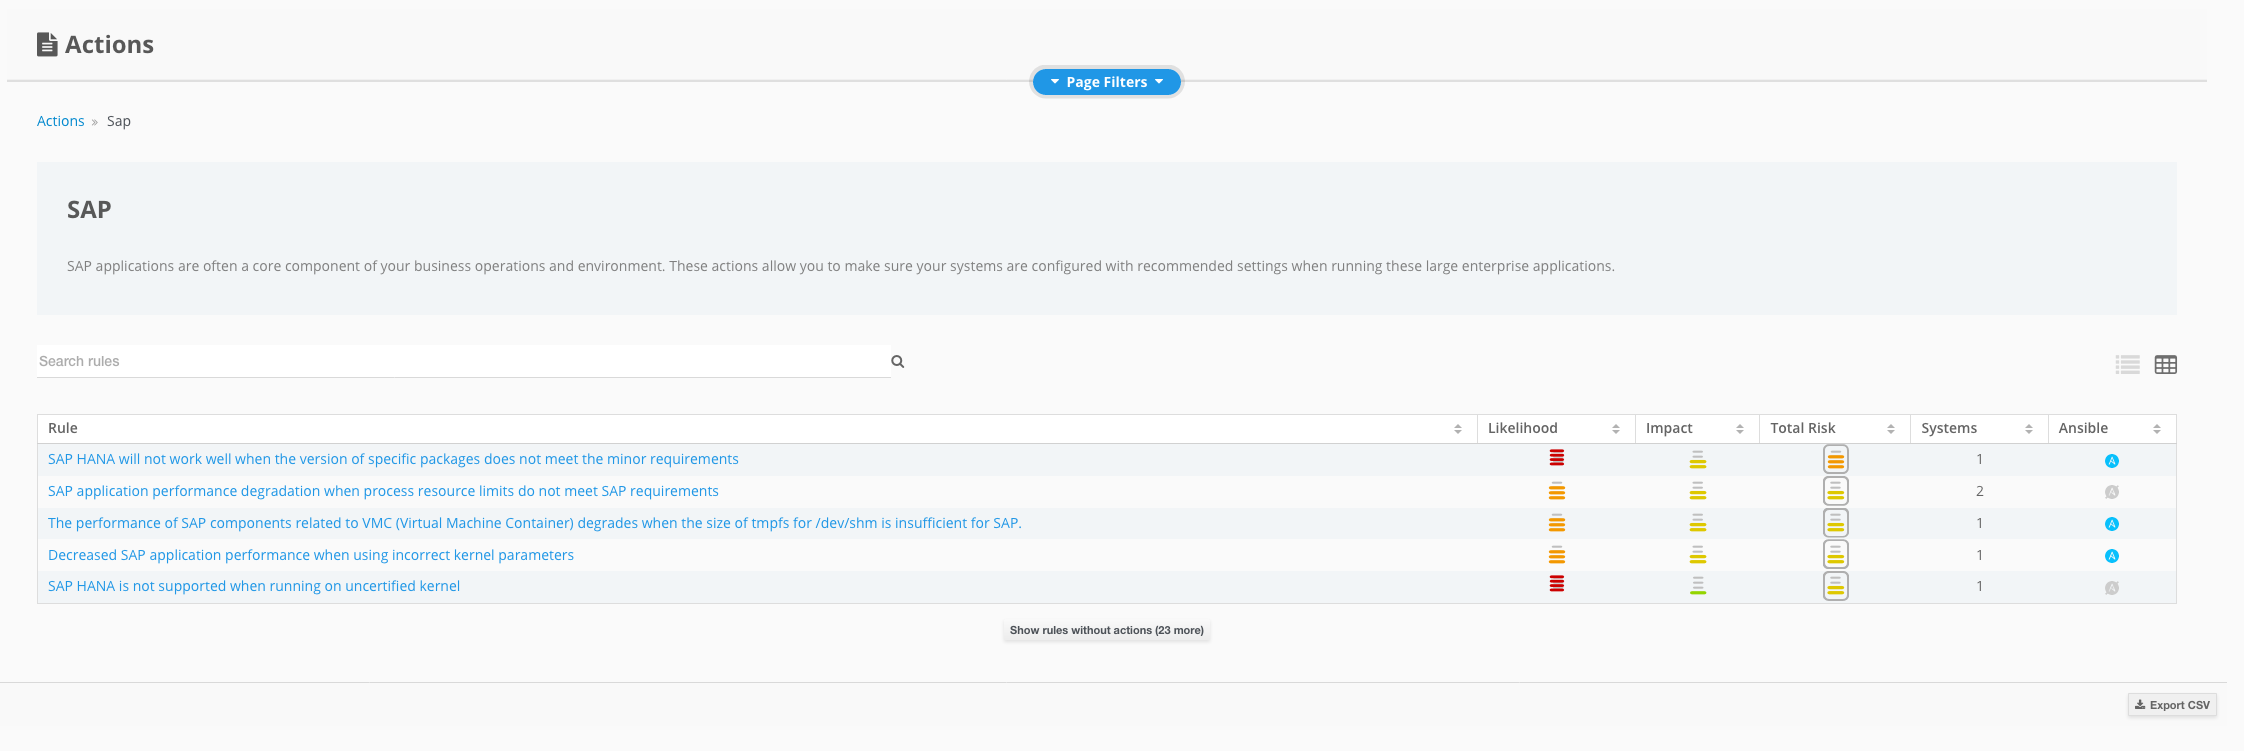 Actions
Page Filters
Actions » Sap
SAP
SAP applications are often a core component of your business operations and environment. These actions allow you to make sure your systems are configured with recommended settings when running these large enterprise applications.
Search rules
Rule Likelihood Impact Total Risk Systems Ansible
SAP HANA will not work well when the version of specific packages does not meet the minor requirements 1 A
SAP application performance degradation when process resource limits do not meet SAP requirements 2 A
The performance of SAP components related to VMC (Virtual Machine Container) degrades when the size of tmpfs for /dev/shm is insufficient for SAP. 1 A
Decreased SAP application performance when using incorrect kernel parameters 1 A
SAP HANA is not supported when running on uncertified kernel 1 A
Show rules without actions (23 more)
Export CSV